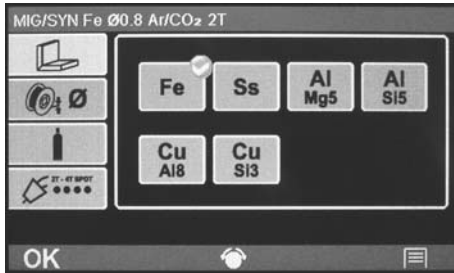 MIG/SYN Fe Ø0.8 Ar/CO₂ 2T
Fe
Ss
Al
Mg5
Al
Si5
Ø
Cu
Al8
Cu
Si3
2T - 4T SPOT
OK